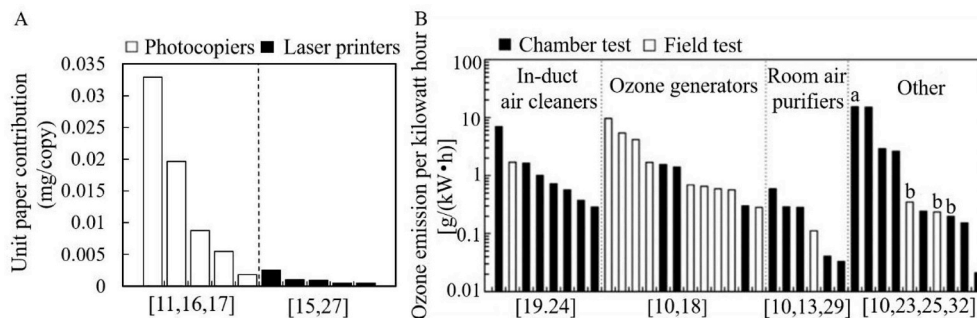 A
Photocopiers
Laser printers
Unit paper contribution
(mg/copy)
0.035
0.03
0.025
0.02
0.015
0.01
0.005
0
[11,16,17]
[15,27]
B
Chamber test
Field test
Ozone emission per kilowatt hour
[g/(kW•h)]
100
10
1
0.1
0.01
In-duct
air cleaners
Ozone generators
Room air
purifiers
Other
a
b
b
b
[19.24]
[10,18]
[10,13,29]
[10,23,25,32]